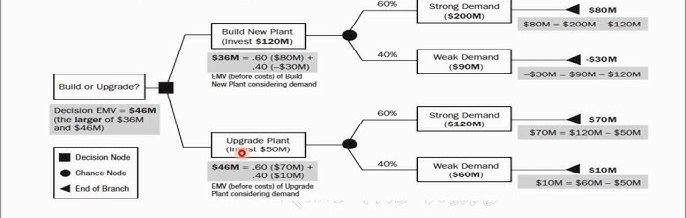 60%
Strong Demand
($200M)
$80M
$80M = $200M – $120M
Build New Plant
(Invest $120M)
$36M = .60 ($80M) +
.40 (–$30M)
EMV (before costs) of Build
New Plant considering demand
40%
Weak Demand
($90M)
-$30M
–$30M = $90M – $120M
Build or Upgrade?
Decision EMV = $46M
(the larger of $36M
and $46M)
60%
Strong Demand
($120M)
$70M
$70M = $120M – $50M
Upgrade Plant
(Invest $50M)
$46M = .60 ($70M) +
.40 ($10M)
EMV (before costs) of Upgrade
Plant considering demand
40%
Weak Demand
($60M)
$10M
$10M = $60M – $50M
Decision Node
Chance Node
End of Branch